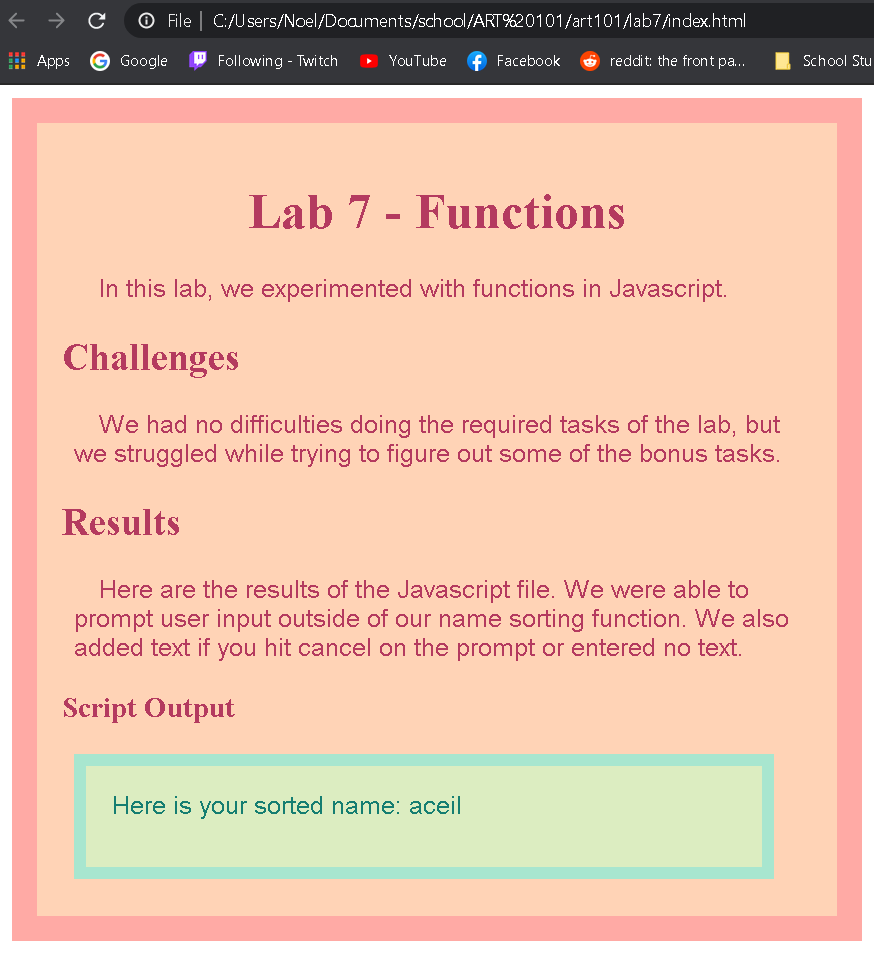 File | C:/Users/Noel/Documents/school/ART%20101/art101/lab7/index.html
Apps Google Following - Twitch YouTube Facebook reddit: the front pa... School Stu
Lab 7 - Functions
In this lab, we experimented with functions in Javascript.
Challenges
We had no difficulties doing the required tasks of the lab, but
we struggled while trying to figure out some of the bonus tasks.
Results
Here are the results of the Javascript file. We were able to
prompt user input outside of our name sorting function. We also
added text if you hit cancel on the prompt or entered no text.
Script Output
Here is your sorted name: aceil